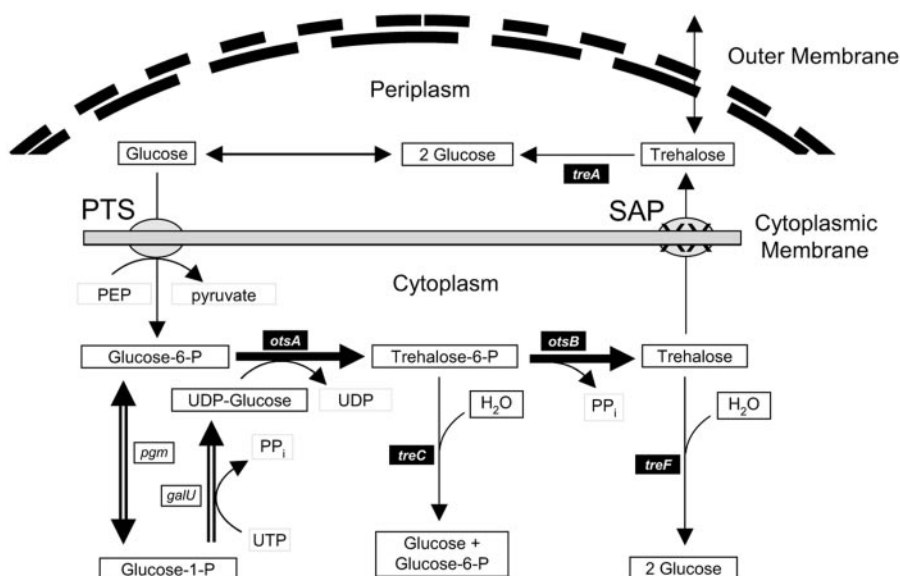 Outer Membrane
Periplasm
Glucose
2 Glucose
Trehalose
treA
PTS
SAP
Cytoplasmic
Membrane
Cytoplasm
PEP
pyruvate
otsA
otsB
Glucose-6-P
Trehalose-6-P
Trehalose
UDP-Glucose
UDP
H2O
PPi
H2O
pgm
PPi
treC
treF
galU
UTP
Glucose +
Glucose-6-P
Glucose-1-P
2 Glucose